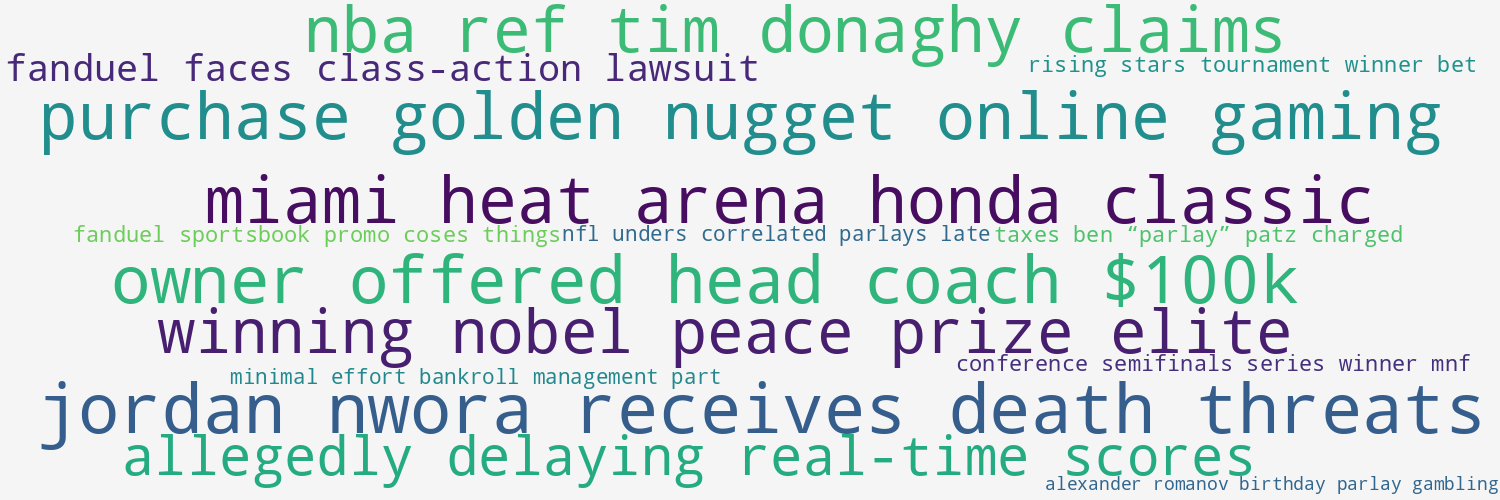 nba ref tim donaghy claims
fanduel faces class-action lawsuit
rising stars tournament winner bet
purchase golden nugget online gaming
miami heat arena honda classic
fanduel sportsbook promo coses things
nfl unders correlated parlays late
taxes ben “parlay” patz charged
owner offered head coach $100k
winning nobel peace prize elite
conference semifinals series winner mnf
minimal effort bankroll management part
jordan nwora receives death threats
allegedly delaying real-time scores
alexander romanov birthday parlay gambling